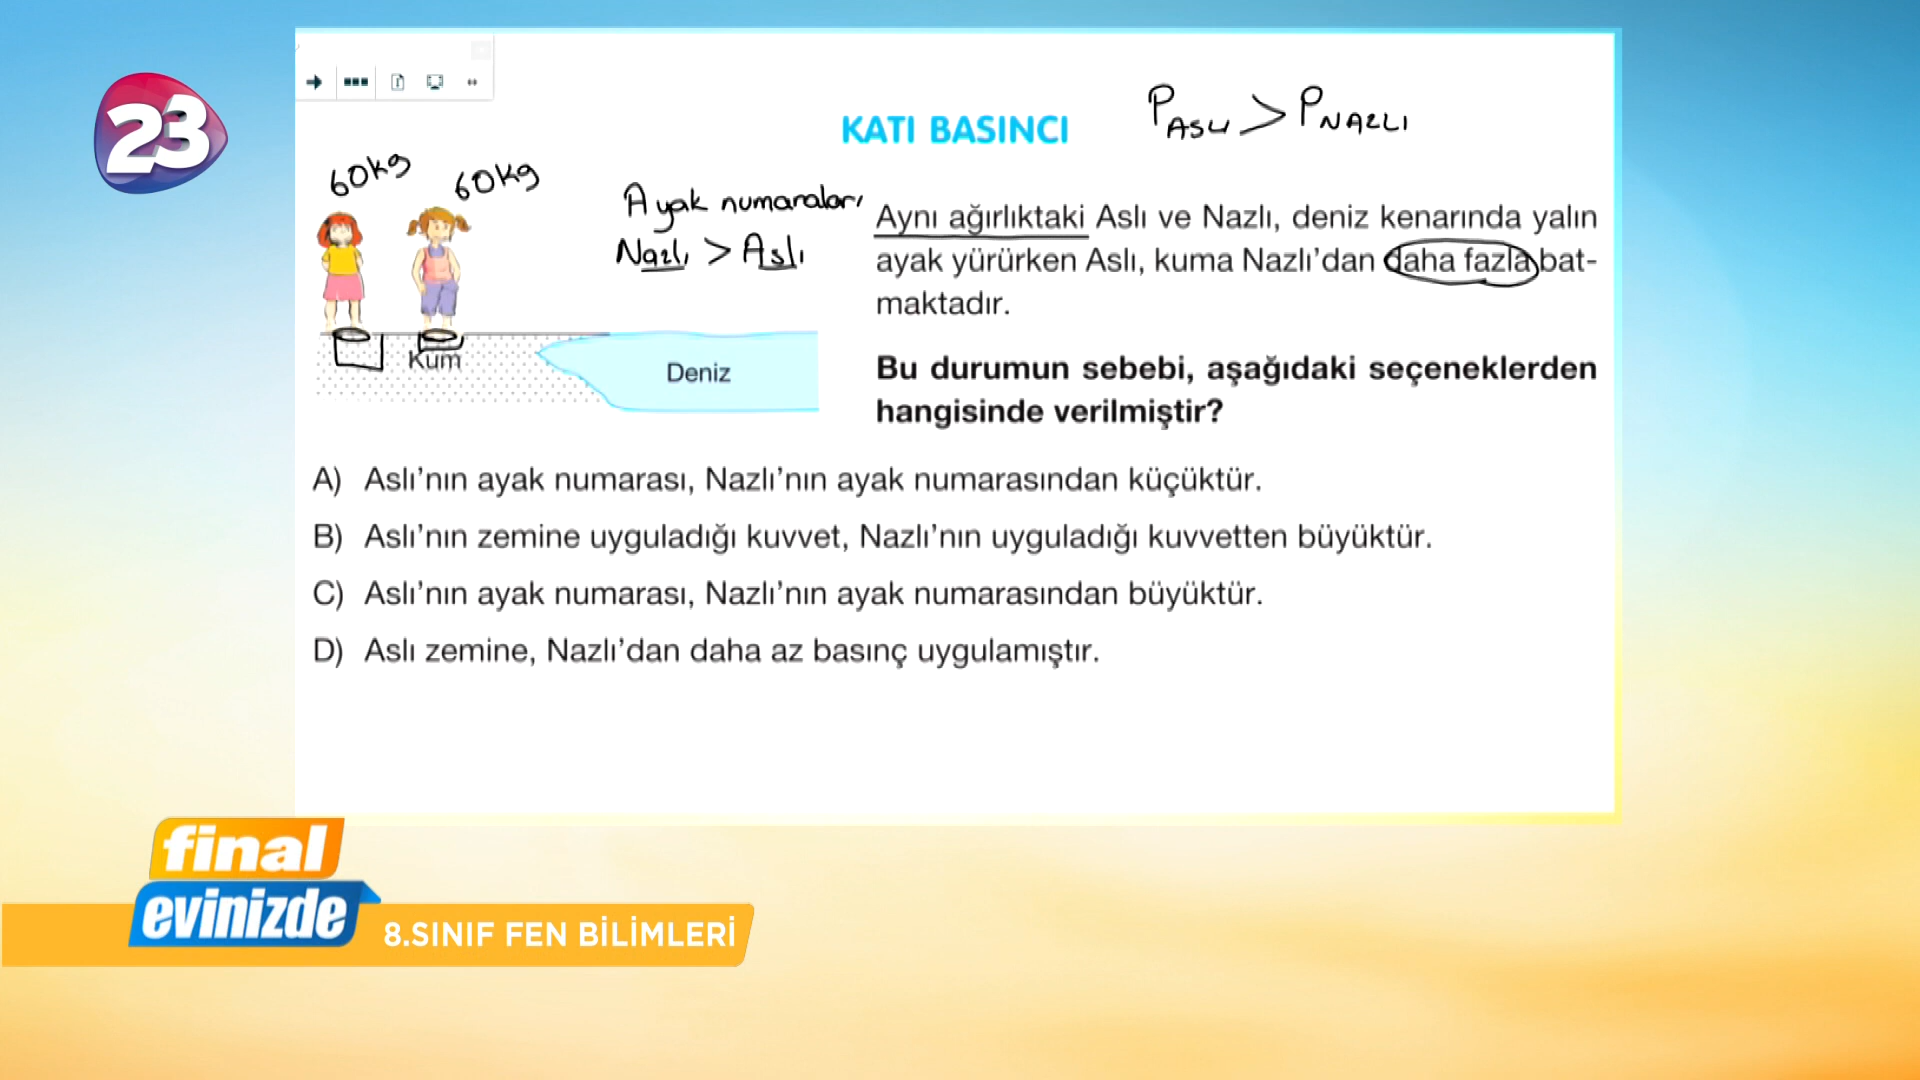 23
KATI BASINCI
P ASLI > P NAZLI
60kg
60kg
Ayak numaraları
Nazlı > Aslı
Aynı ağırlıktaki Aslı ve Nazlı, deniz kenarında yalın
ayak yürürken Aslı, kuma Nazlı’dan daha fazla bat-
maktadır.
Kum
Deniz
Bu durumun sebebi, aşağıdaki seçeneklerden
hangisinde verilmiştir?
A) Aslı’nın ayak numarası, Nazlı’nın ayak numarasından küçüktür.
B) Aslı’nın zemine uyguladığı kuvvet, Nazlı’nın uyguladığı kuvvetten büyüktür.
C) Aslı’nın ayak numarası, Nazlı’nın ayak numarasından büyüktür.
D) Aslı zemine, Nazlı’dan daha az basınç uygulamıştır.
final
evinizde
8.SINIF FEN BİLİMLERİ